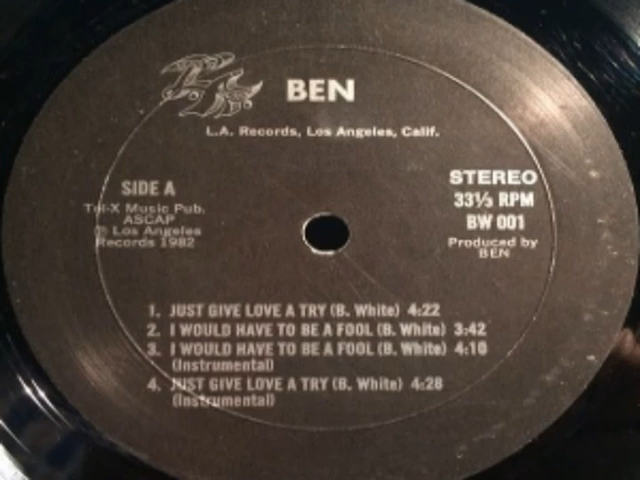 BEN
L.A. Records, Los Angeles, Calif.
SIDE A
Tri-X Music Pub.
ASCAP
℗ Los Angeles
Records 1982
STEREO
33⅓ RPM
BW 001
Produced by
BEN
1. JUST GIVE LOVE A TRY (B. White) 4:22
2. I WOULD HAVE TO BE A FOOL (B. White) 3:42
3. I WOULD HAVE TO BE A FOOL (B. White) 4:10
(Instrumental)
4. JUST GIVE LOVE A TRY (B. White) 4:28
(Instrumental)